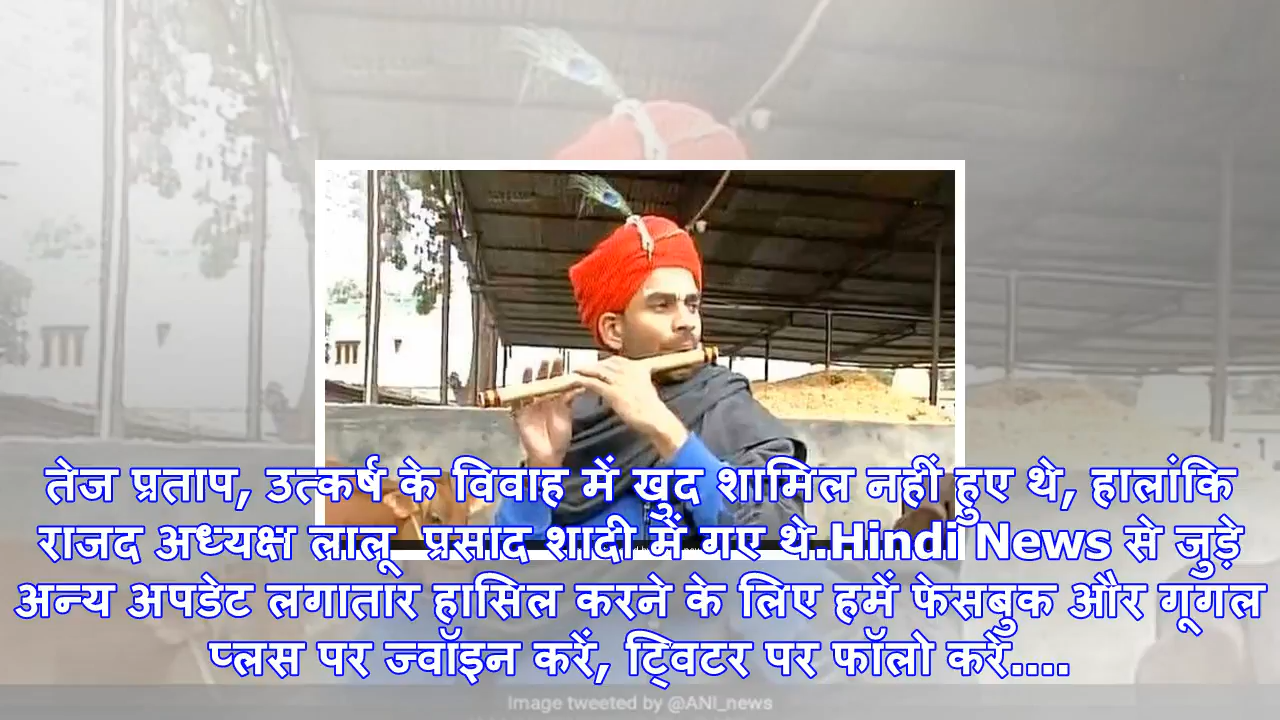 तेज प्रताप, उत्कर्ष के विवाह में खुद शामिल नहीं हुए थे, हालांकि
राजद अध्यक्ष लालू प्रसाद शादी में गए थे.Hindi News से जुड़े
अन्य अपडेट लगातार हासिल करने के लिए हमें फेसबुक और गूगल
प्लस पर ज्वॉइन करें, ट्विटर पर फॉलो करें....
Image tweeted by @ANI_news